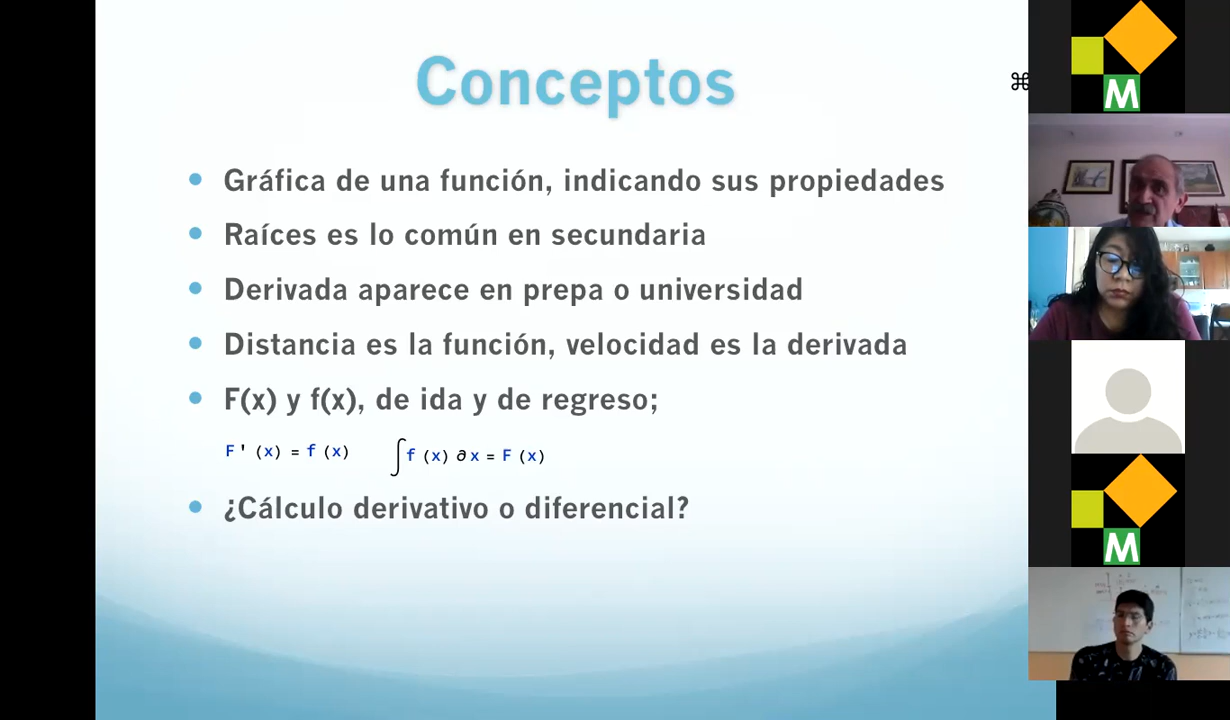 Conceptos
⌘
Gráfica de una función, indicando sus propiedades
Raíces es lo común en secundaria
Derivada aparece en prepa o universidad
Distancia es la función, velocidad es la derivada
F(x) y f(x), de ida y de regreso;
F'(x) = f(x) ∫f(x)∂x = F(x)
¿Cálculo derivativo o diferencial?
M
M